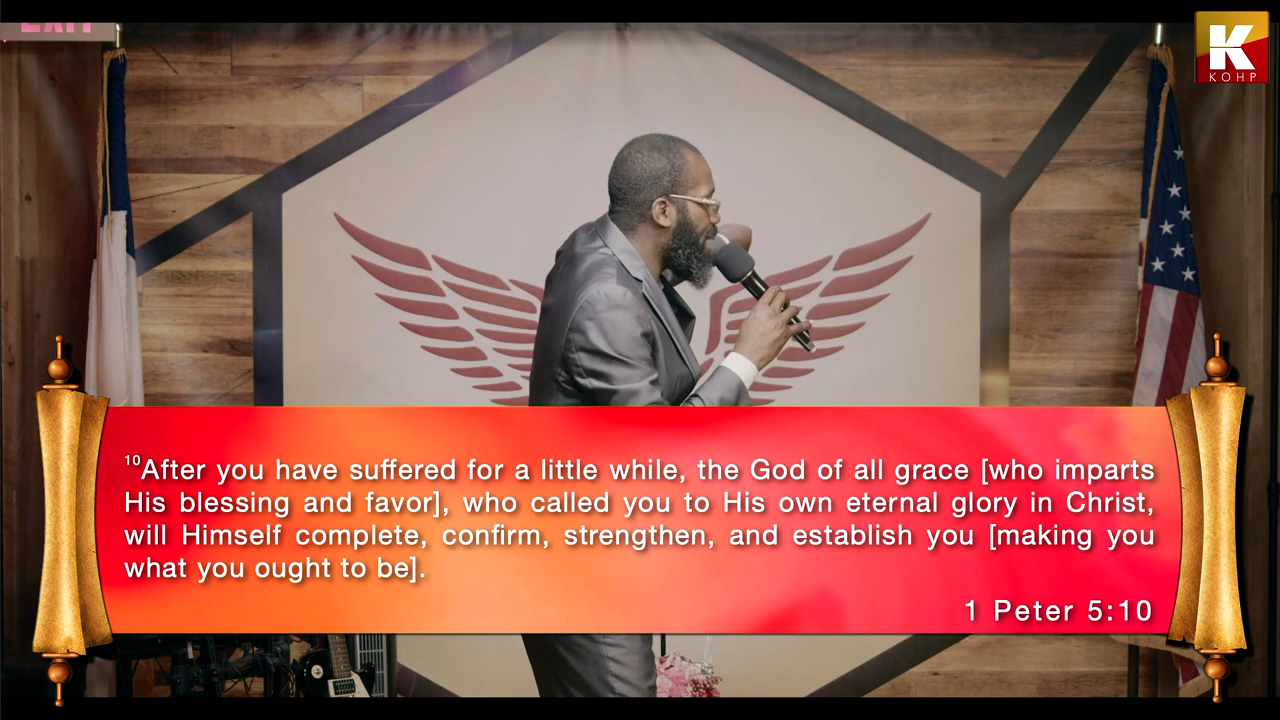 EXIT
K
KOHP
10After you have suffered for a little while, the God of all grace [who imparts
His blessing and favor], who called you to His own eternal glory in Christ,
will Himself complete, confirm, strengthen, and establish you [making you
what you ought to be].
1 Peter 5:10